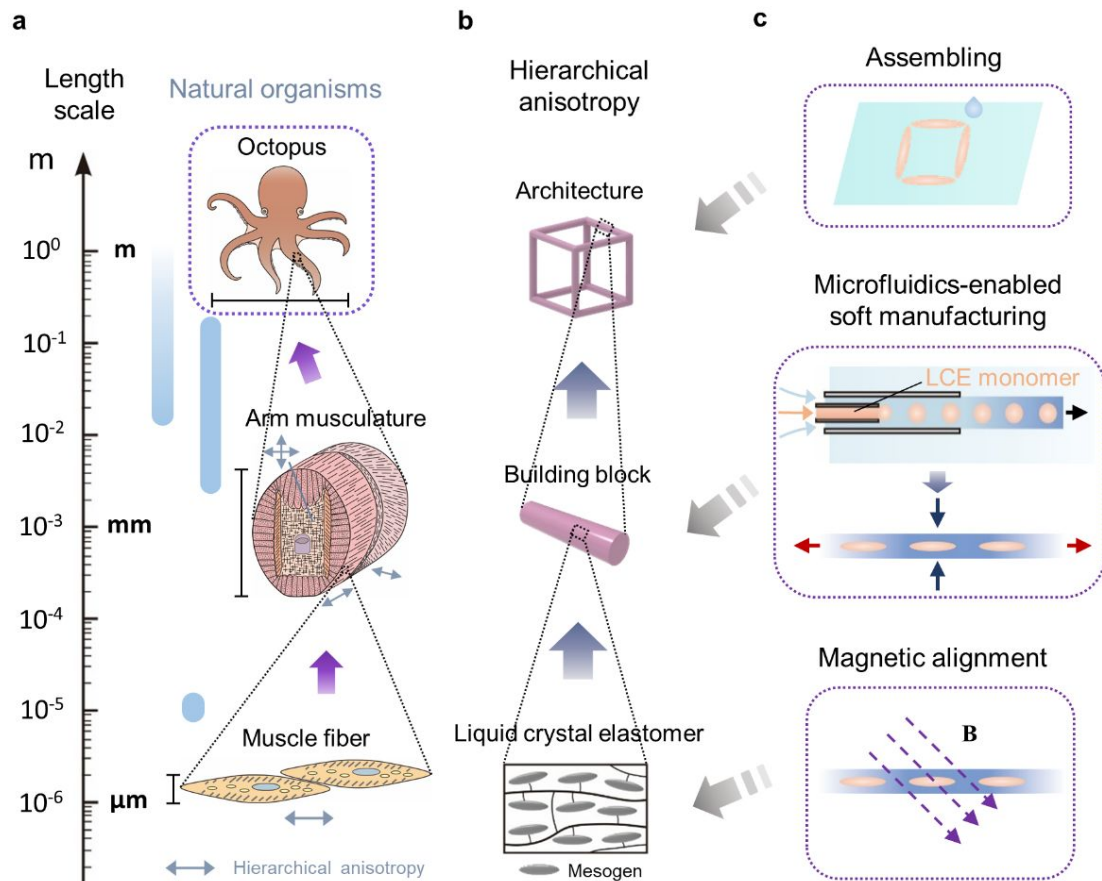 a
Length
scale
Natural organisms
m
Octopus
10⁰ m
10⁻¹
Arm musculature
10⁻²
10⁻³ mm
10⁻⁴
10⁻⁵
Muscle fiber
10⁻⁶ μm
Hierarchical anisotropy
b
Hierarchical
anisotropy
Architecture
Building block
Liquid crystal elastomer
Mesogen
c
Assembling
Microfluidics-enabled
soft manufacturing
LCE monomer
Magnetic alignment
B